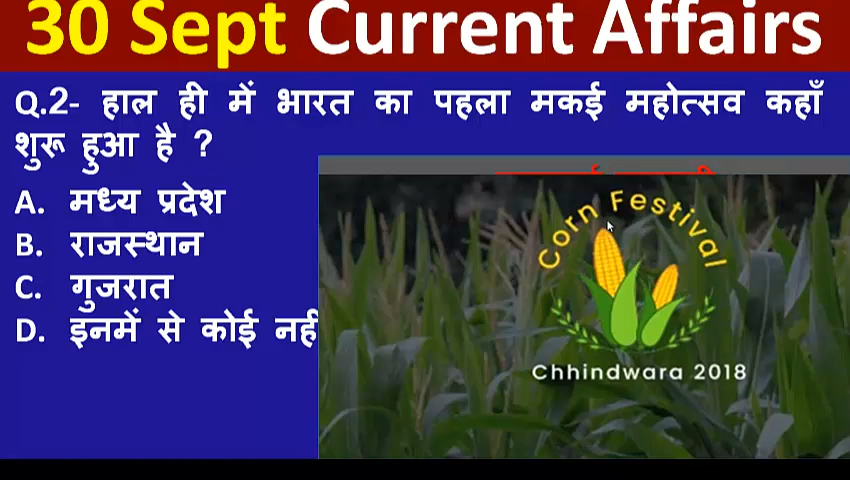 30 Sept Current Affairs
Q.2- हाल ही में भारत का पहला मकई महोत्सव कहाँ
शुरू हुआ है ?
A. मध्य प्रदेश
B. राजस्थान
C. गुजरात
D. इनमें से कोई नहीं
Corn Festival
Chhindwara 2018